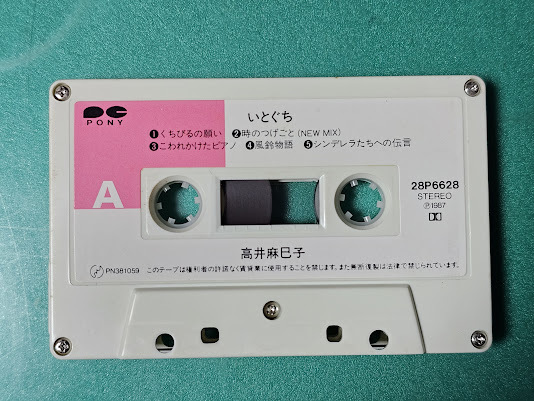 PC
PONY
いとぐち
❶くちびるの願い ❷時のつげごと(NEW MIX)
❸こわれかけたピアノ ❹風鈴物語 ❺シンデレラたちへの伝言
A
28P6628
STEREO
Ⓟ1987
高井麻巳子
PN381059 このテープは権利者の許諾なく賃貸業に使用することを禁じます。また無断複製は法律で禁じられています。